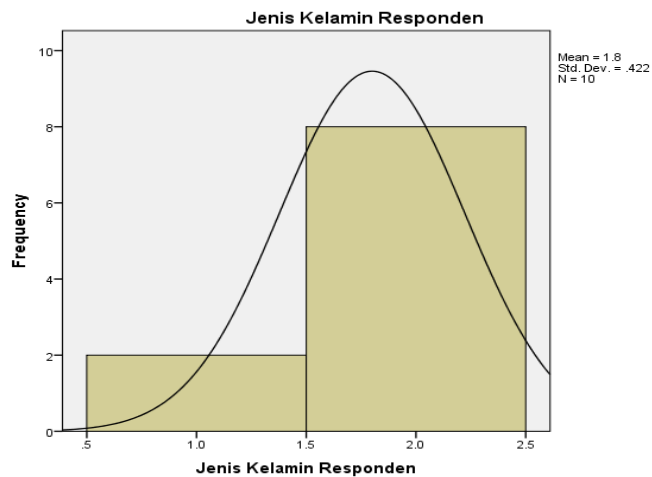 Jenis Kelamin Responden
Mean = 1.8
Std. Dev. = .422
N = 10
Frequency
10
8
6
4
2
0
.5 1.0 1.5 2.0 2.5
Jenis Kelamin Responden